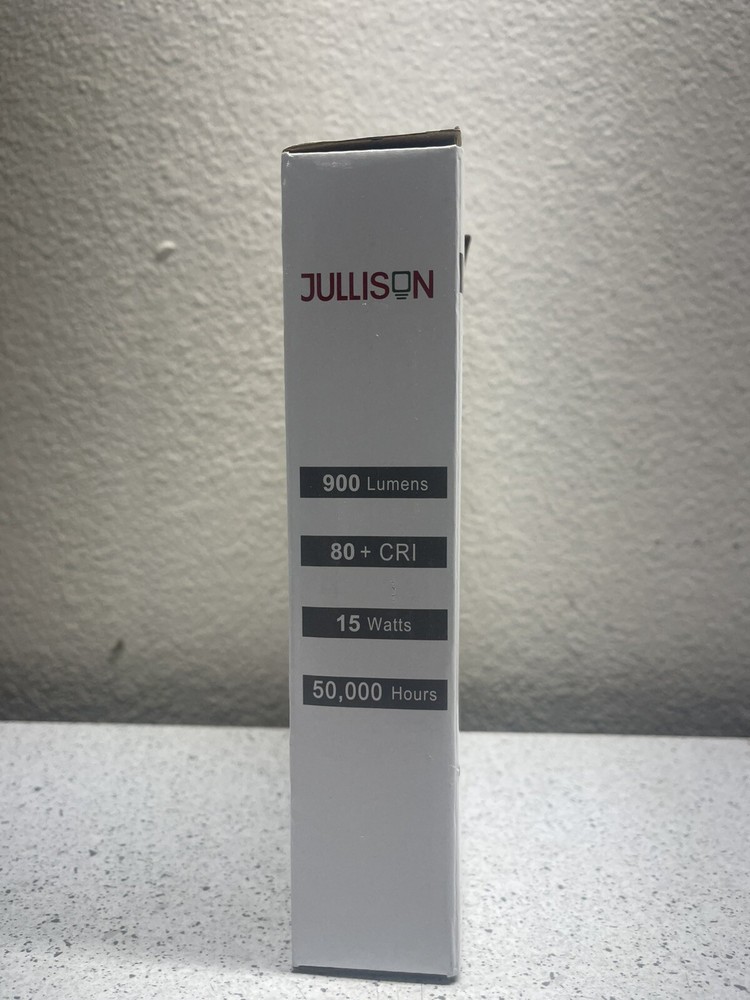 JULLISON
900 Lumens
80+ CRI
15 Watts
50,000 Hours